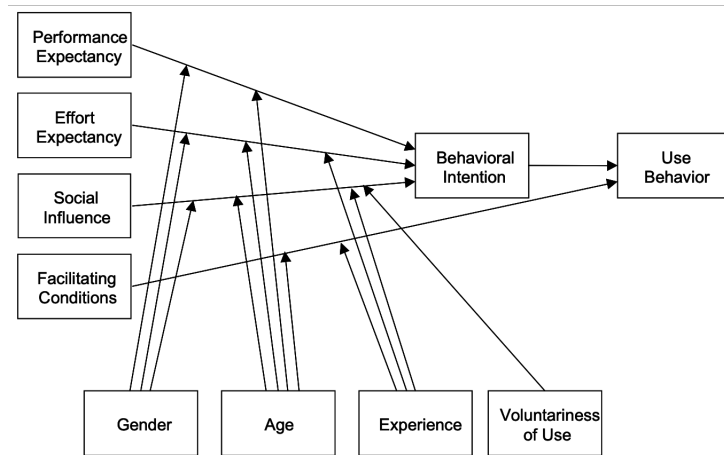 Performance
Expectancy
Effort
Expectancy
Social
Influence
Facilitating
Conditions
Behavioral
Intention
Use
Behavior
Gender
Age
Experience
Voluntariness
of Use